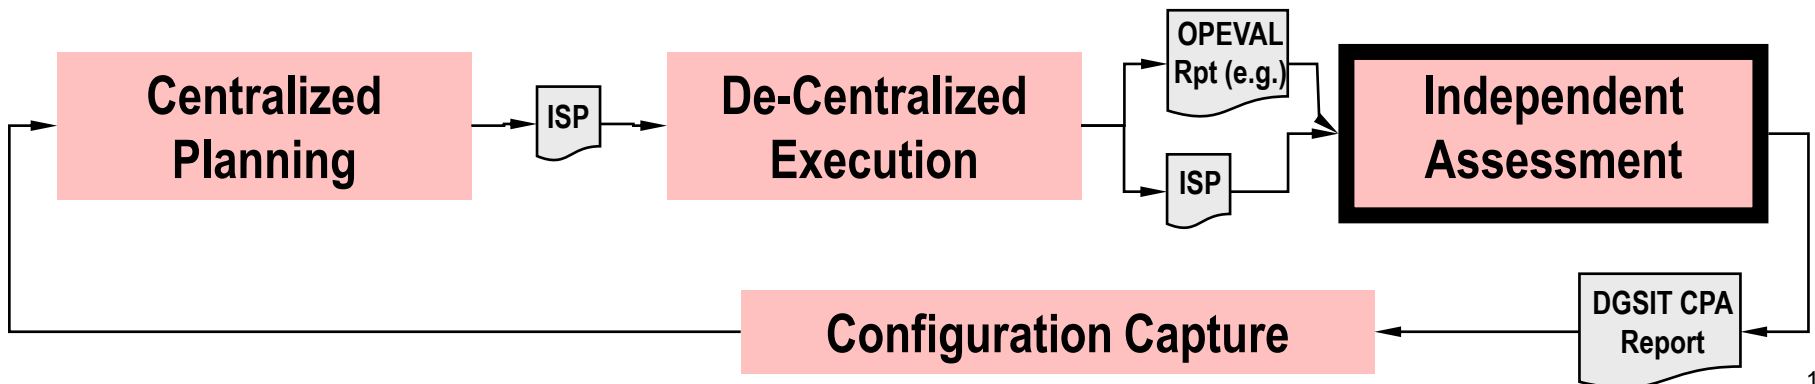 Centralized
Planning
ISP
De-Centralized
Execution
OPEVAL
Rpt (e.g.)
ISP
Independent
Assessment
Configuration Capture
DGSIT CPA
Report
1